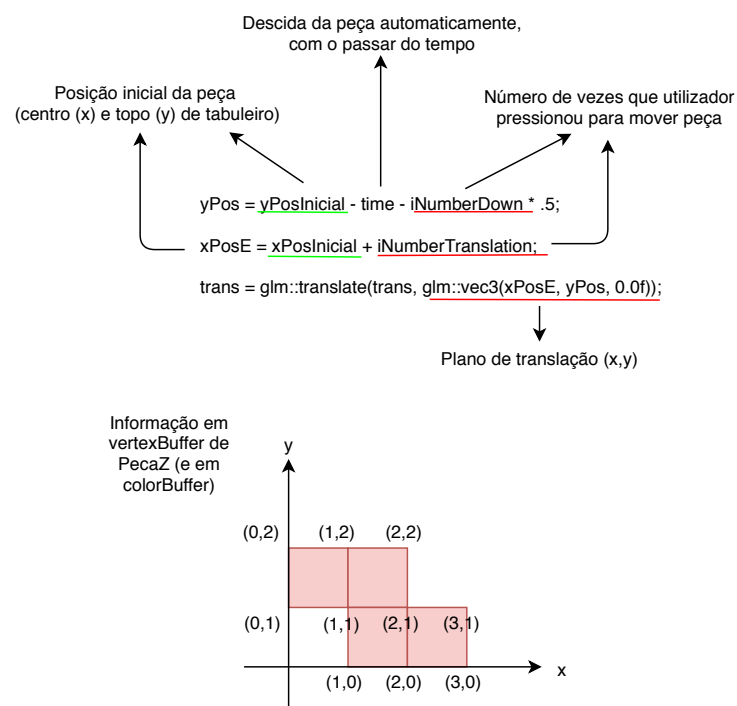 Descida da peça automaticamente,
com o passar do tempo
Posição inicial da peça
(centro (x) e topo (y) de tabuleiro)
Número de vezes que utilizador
pressionou para mover peça
yPos = yPosInicial - time - iNumberDown * .5;
xPosE = xPosInicial + iNumberTranslation;
trans = glm::translate(trans, glm::vec3(xPosE, yPos, 0.0f));
Plano de translação (x,y)
Informação em
vertexBuffer de
PecaZ (e em
colorBuffer)
y
(0,2) (1,2) (2,2)
(0,1) (1,1) (2,1) (3,1)
x
(1,0) (2,0) (3,0)